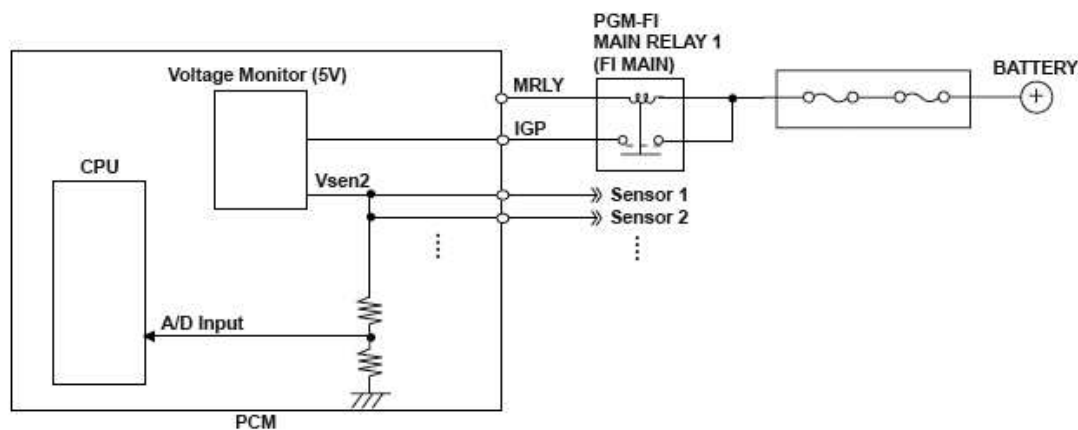 PGM-FI
MAIN RELAY 1
(FI MAIN)
BATTERY
Voltage Monitor (5V)
MRLY
IGP
CPU
Vsen2
Sensor 1
Sensor 2
A/D Input
PCM